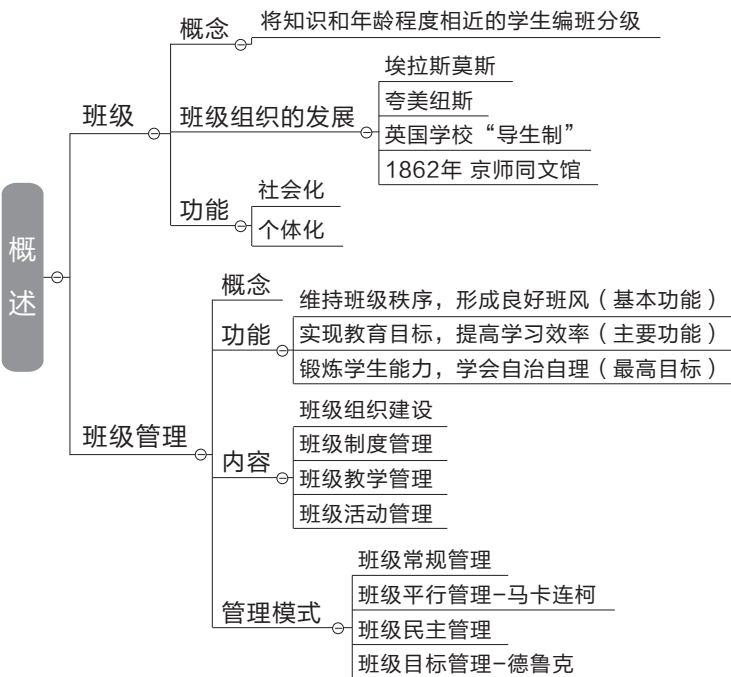 概述
班级
概念
将知识和年龄程度相近的学生编班分级
班级组织的发展
埃拉斯莫斯
夸美纽斯
英国学校“导生制”
1862年 京师同文馆
功能
社会化
个体化
班级管理
概念
功能
维持班级秩序，形成良好班风（基本功能）
实现教育目标，提高学习效率（主要功能）
锻炼学生能力，学会自治自理（最高目标）
内容
班级组织建设
班级制度管理
班级教学管理
班级活动管理
管理模式
班级常规管理
班级平行管理-马卡连柯
班级民主管理
班级目标管理-德鲁克